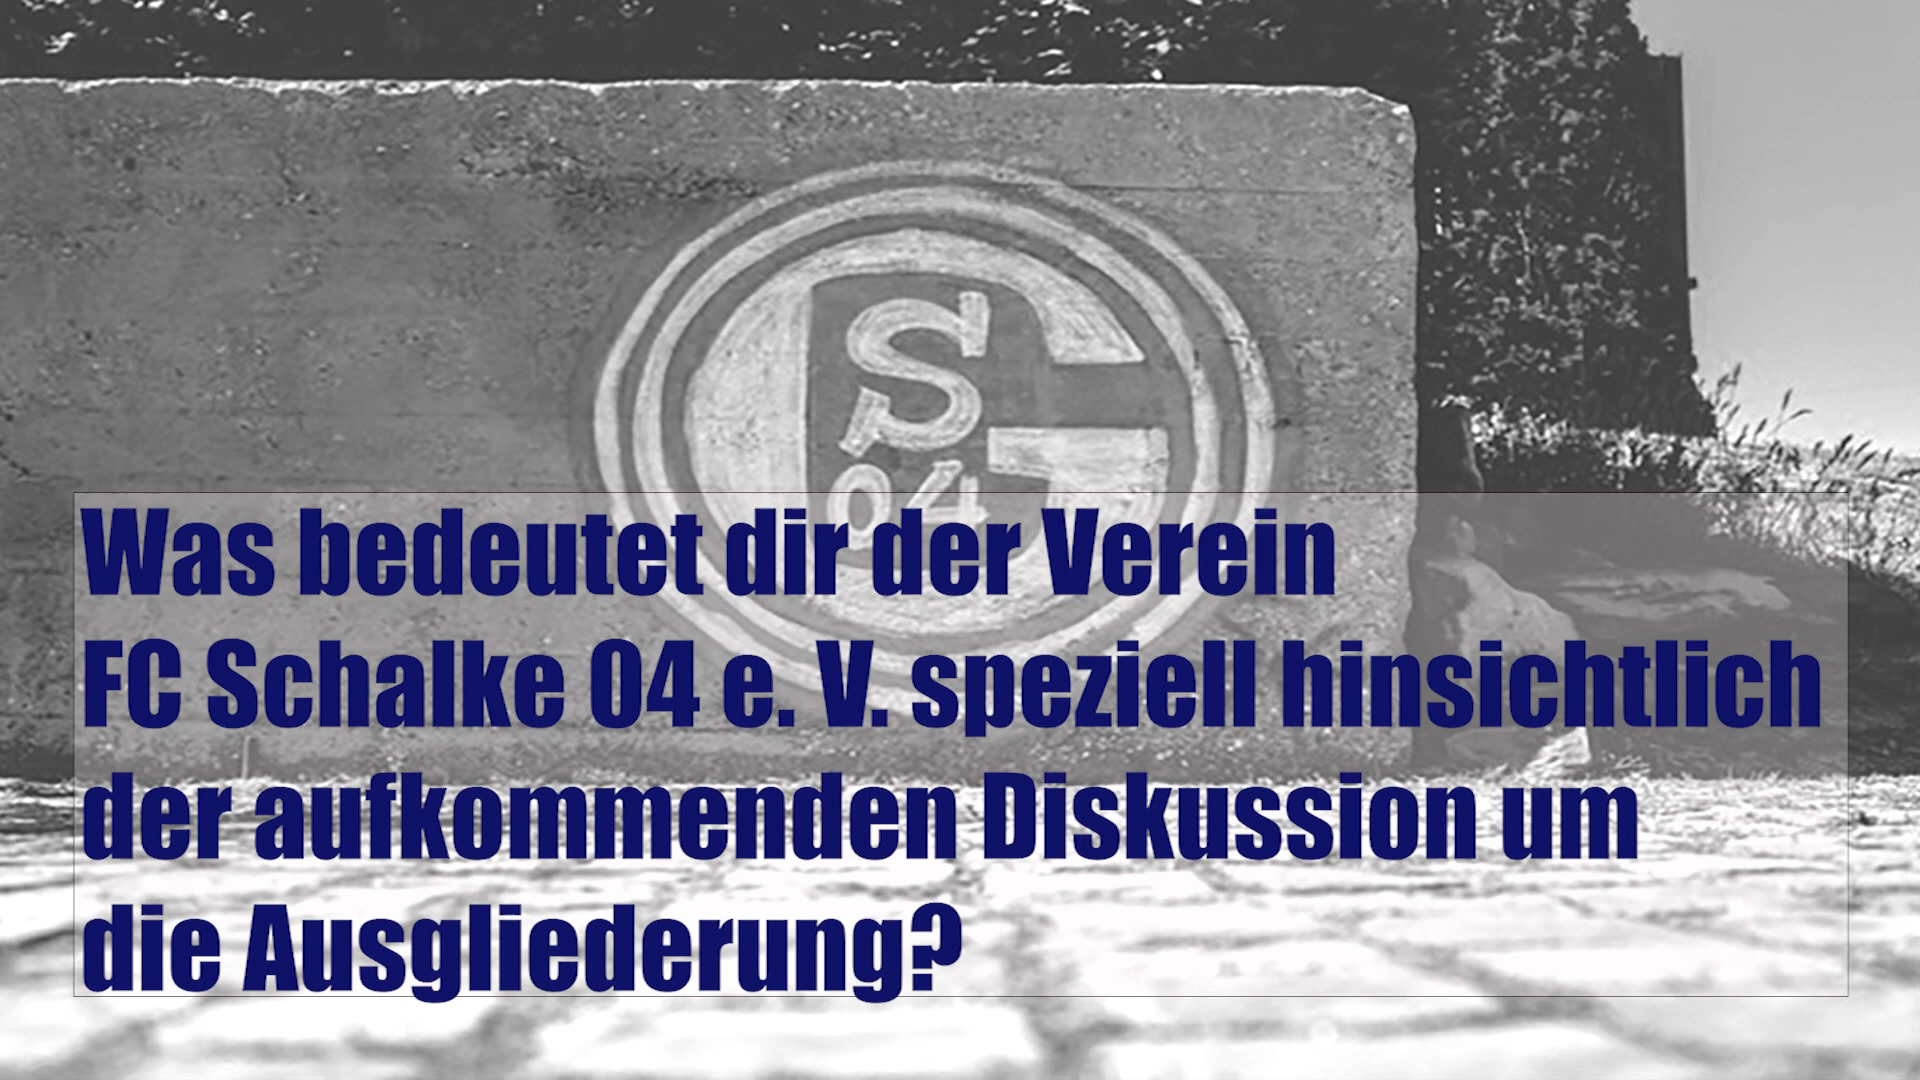 S
04
Was bedeutet dir der Verein
FC Schalke 04 e. V. speziell hinsichtlich
der aufkommenden Diskussion um
die Ausgliederung?